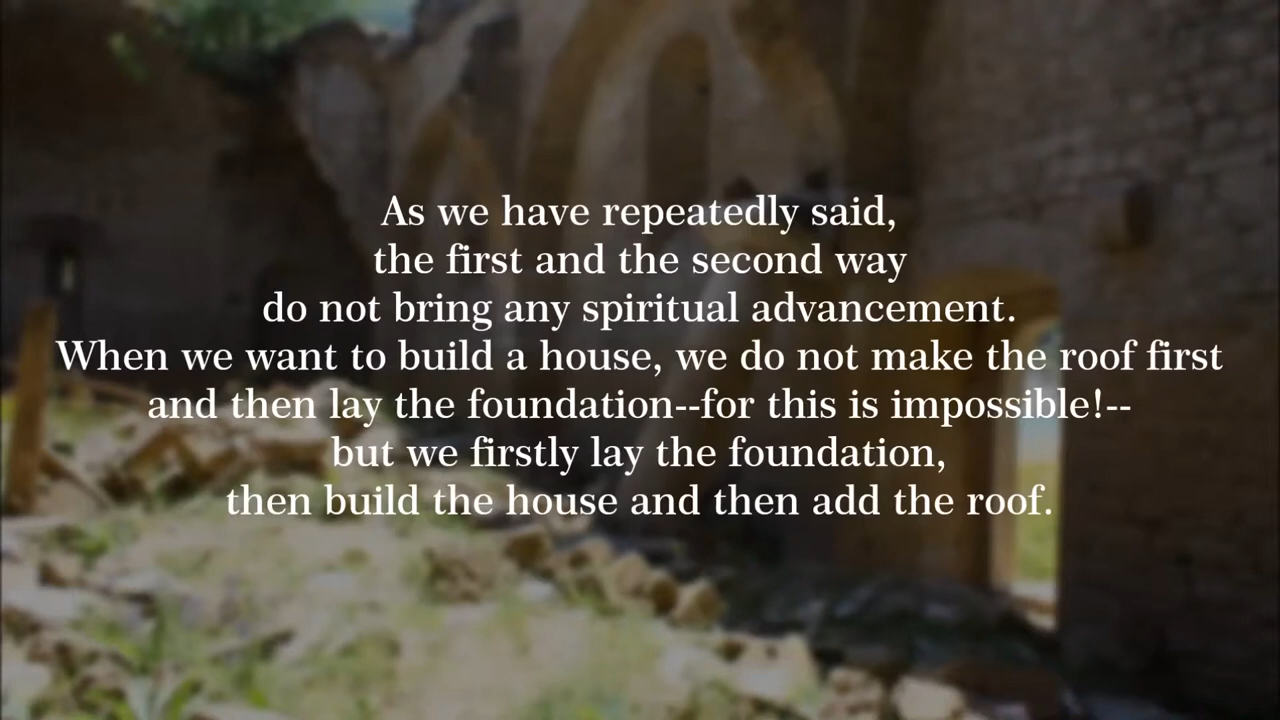 As we have repeatedly said,
the first and the second way
do not bring any spiritual advancement.
When we want to build a house, we do not make the roof first
and then lay the foundation--for this is impossible!--
but we firstly lay the foundation,
then build the house and then add the roof.